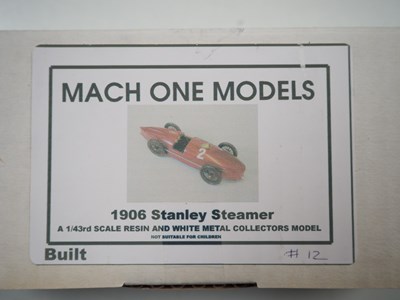 MACH ONE MODELS
2
1906 Stanley Steamer
A 1/43rd SCALE RESIN AND WHITE METAL COLLECTORS MODEL
NOT SUITABLE FOR CHILDREN
Built # 12